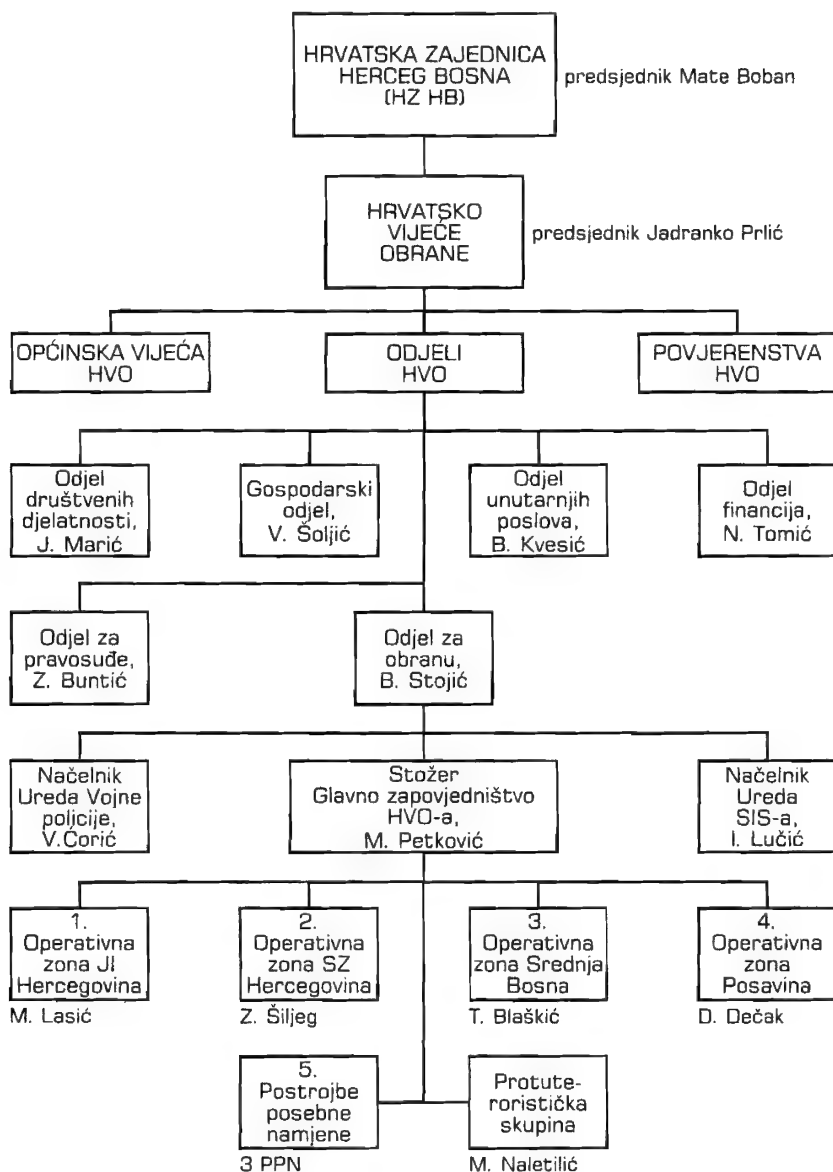 HRVATSKA ZAJEDNICA
HERCEG BOSNA
(HZ HB)
predsjednik Mate Boban
HRVATSKO
VIJEĆE
OBRANE
predsjednik Jadranko Prlić
OPĆINSKA VIJEĆA
HVO
ODJELI
HVO
POVJERENSTVA
HVO
Odjel
društvenih
djelatnosti,
J. Marić
Gospodarski
odjel,
V. Šoljić
Odjel
unutarnjih
poslova,
B. Kvesić
Odjel
financija,
N. Tomić
Odjel za
pravosuđe,
Z. Buntić
Odjel za
obranu,
B. Stojić
Načelnik
Ureda Vojne
policije,
V.Ćorić
Stožer
Glavno zapovjedništvo
HVO-a,
M. Petković
Načelnik
Ureda
SIS-a,
I. Lučić
1.
Operativna
zona JI
Hercegovina
M. Lasić
2.
Operativna
zona SZ
Hercegovina
Z. Šiljeg
3.
Operativna
zona Srednja
Bosna
T. Blaškić
4.
Operativna
zona
Posavina
D. Dečak
5.
Postrojbe
posebne
namjene
3 PPN
Protute-
roristička
skupina
M. Naletilić